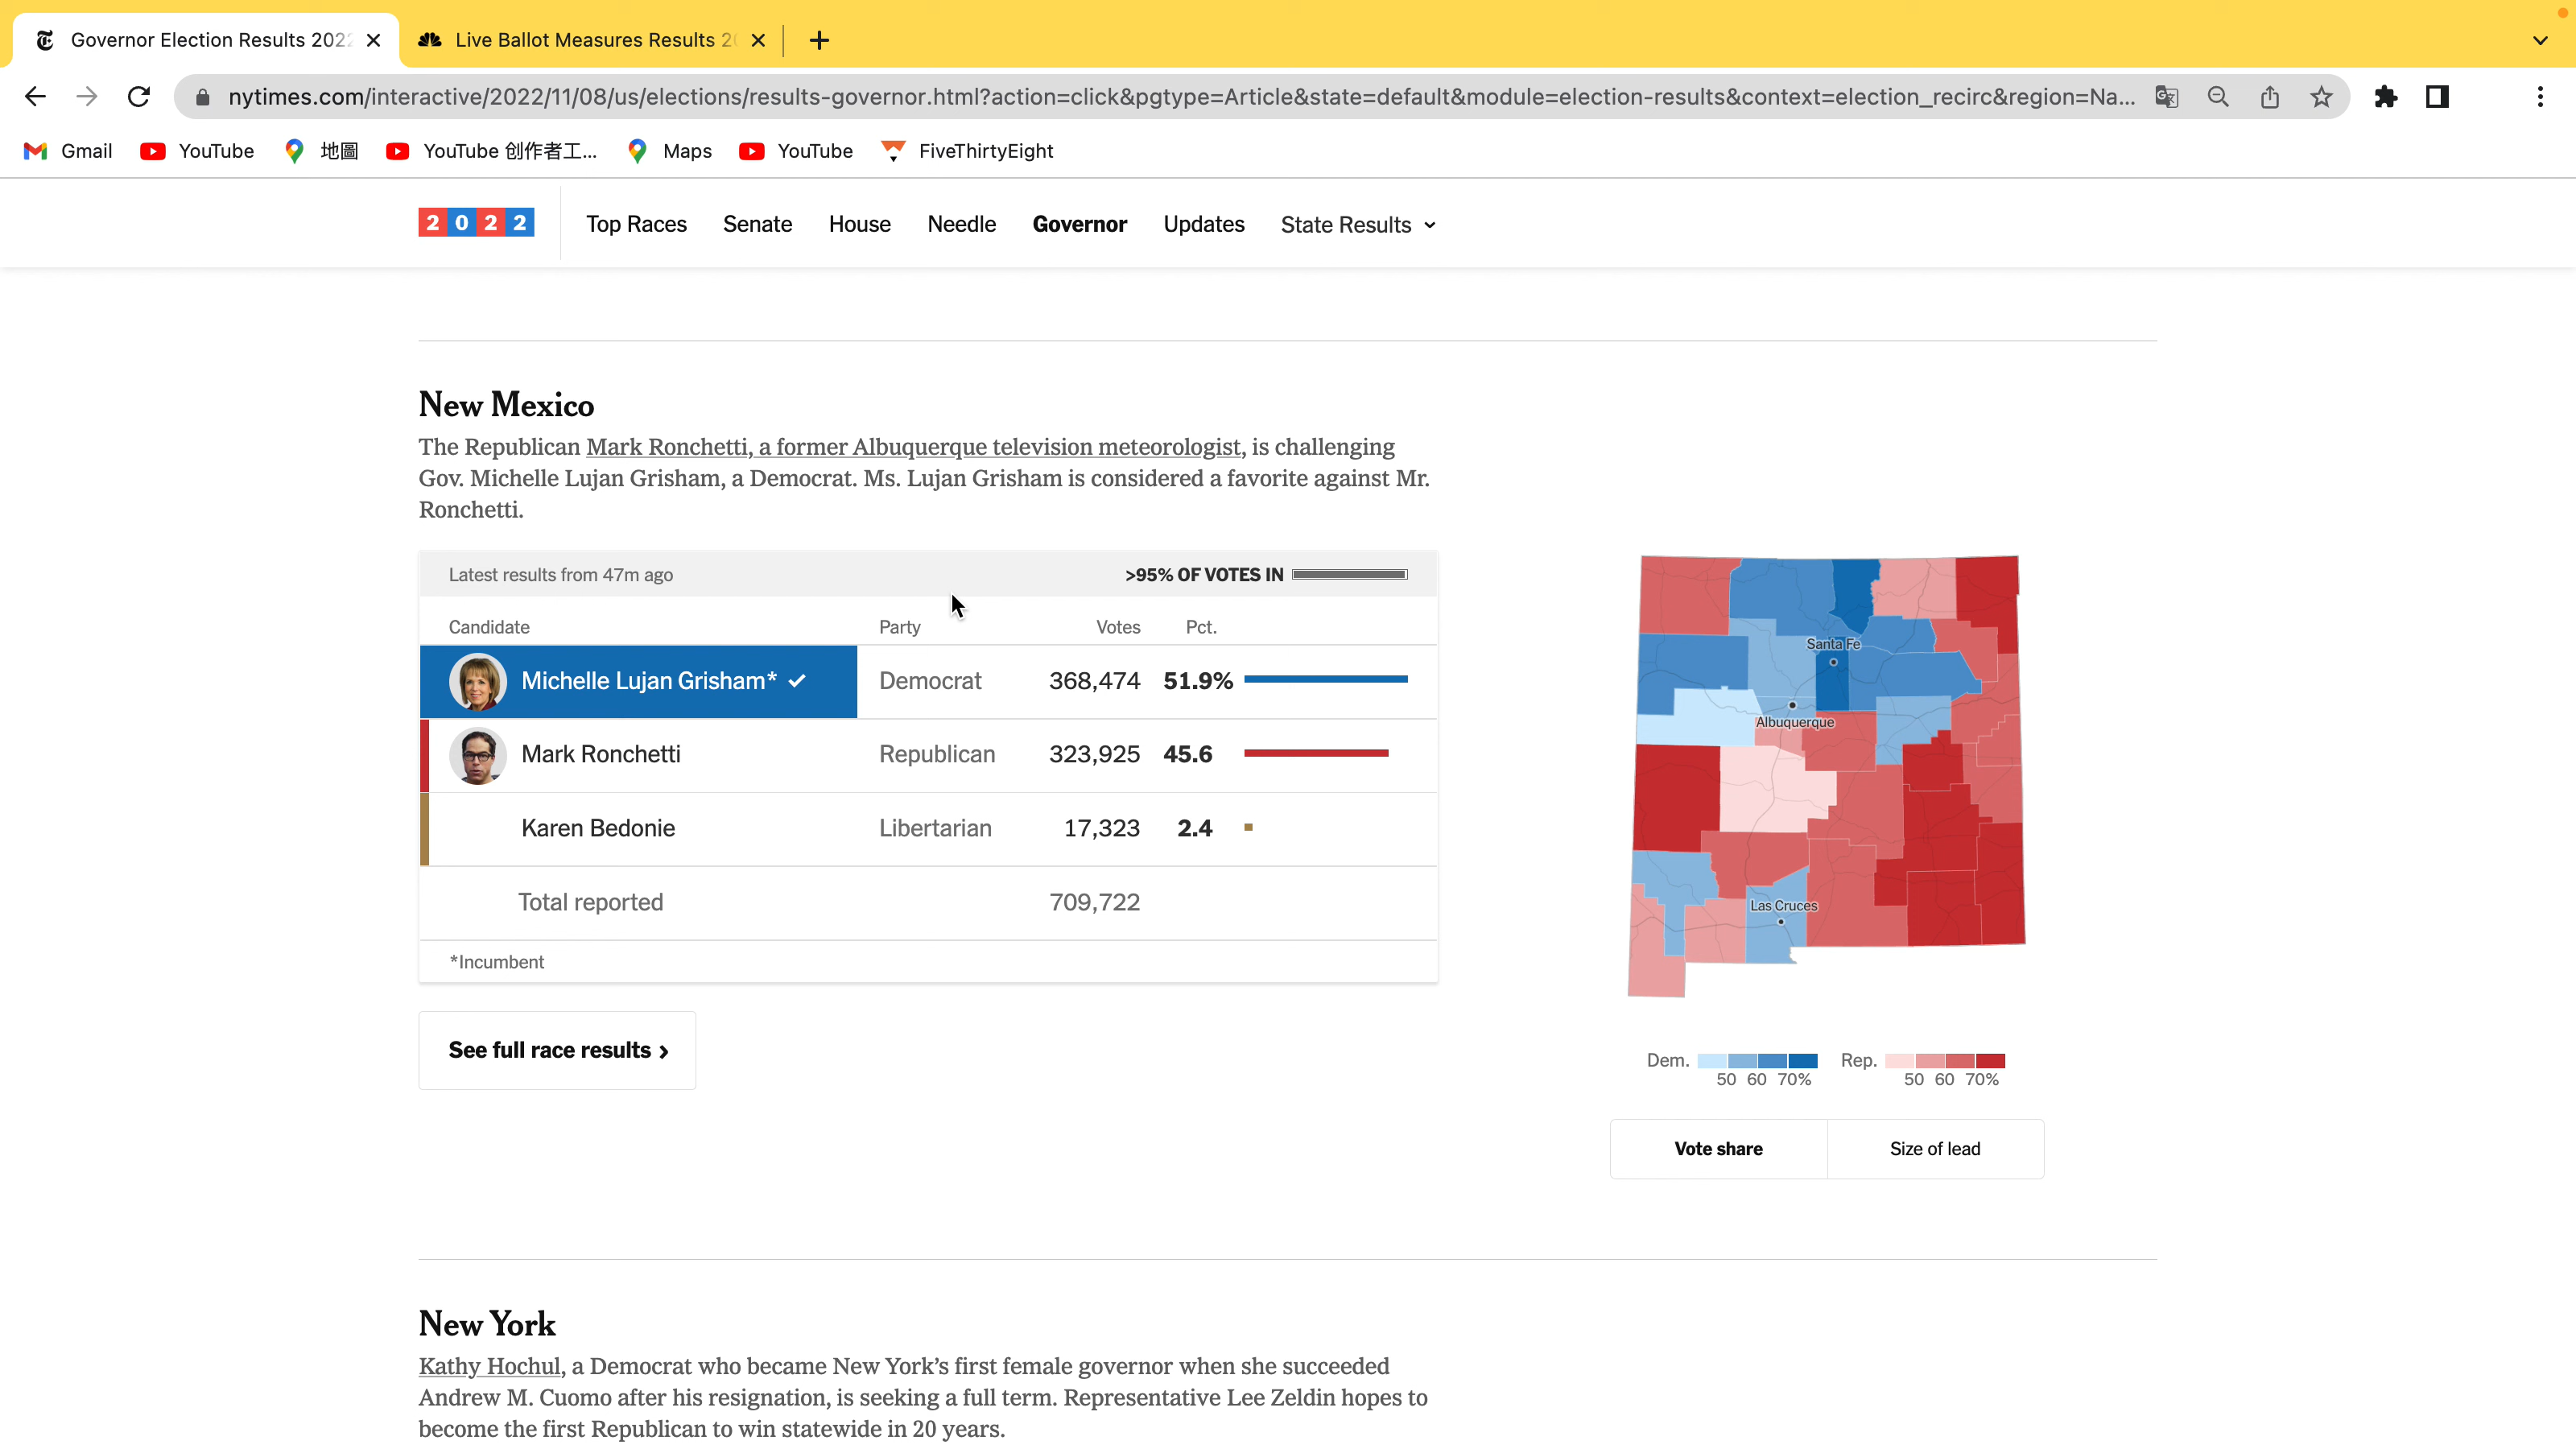 Governor Election Results 2022
Live Ballot Measures Results 20
nytimes.com/interactive/2022/11/08/us/elections/results-governor.html?action=click&pgtype=Article&state=default&module=election-results&context=election_recirc&region=Na...
Gmail YouTube 地圖 YouTube 创作者工... Maps YouTube FiveThirtyEight
2022 Top Races Senate House Needle Governor Updates State Results
New Mexico
The Republican Mark Ronchetti, a former Albuquerque television meteorologist, is challenging
Gov. Michelle Lujan Grisham, a Democrat. Ms. Lujan Grisham is considered a favorite against Mr.
Ronchetti.
Latest results from 47m ago >95% OF VOTES IN
Candidate Party Votes Pct.
Michelle Lujan Grisham* ✓ Democrat 368,474 51.9%
Mark Ronchetti Republican 323,925 45.6
Karen Bedonie Libertarian 17,323 2.4
Total reported 709,722
*Incumbent
See full race results ›
Santa Fe
Albuquerque
Las Cruces
Dem. Rep.
50 60 70% 50 60 70%
Vote share Size of lead
New York
Kathy Hochul, a Democrat who became New York’s first female governor when she succeeded
Andrew M. Cuomo after his resignation, is seeking a full term. Representative Lee Zeldin hopes to
become the first Republican to win statewide in 20 years.